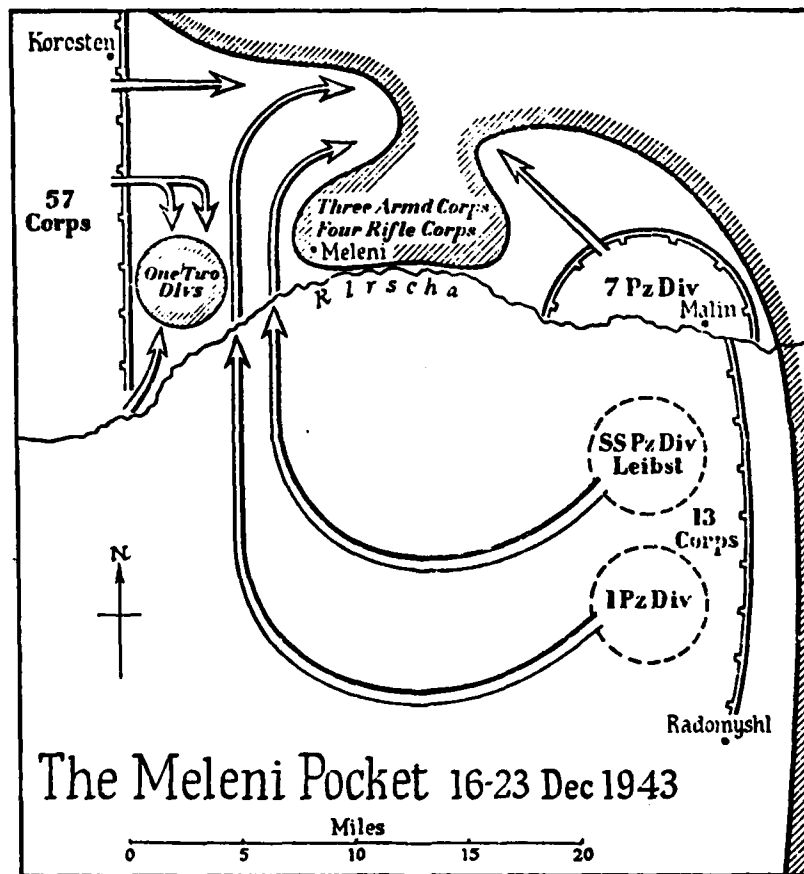 Korosten
57
Corps
Three Armd Corps
Four Rifle Corps
Meleni
One Two
Divs
Rirscha
7 Pz Div
Malin
SS Pz Div
Leibst
13
Corps
N
1 Pz Div
Radomyshl
The Meleni Pocket 16-23 Dec 1943
Miles
0 5 10 15 20